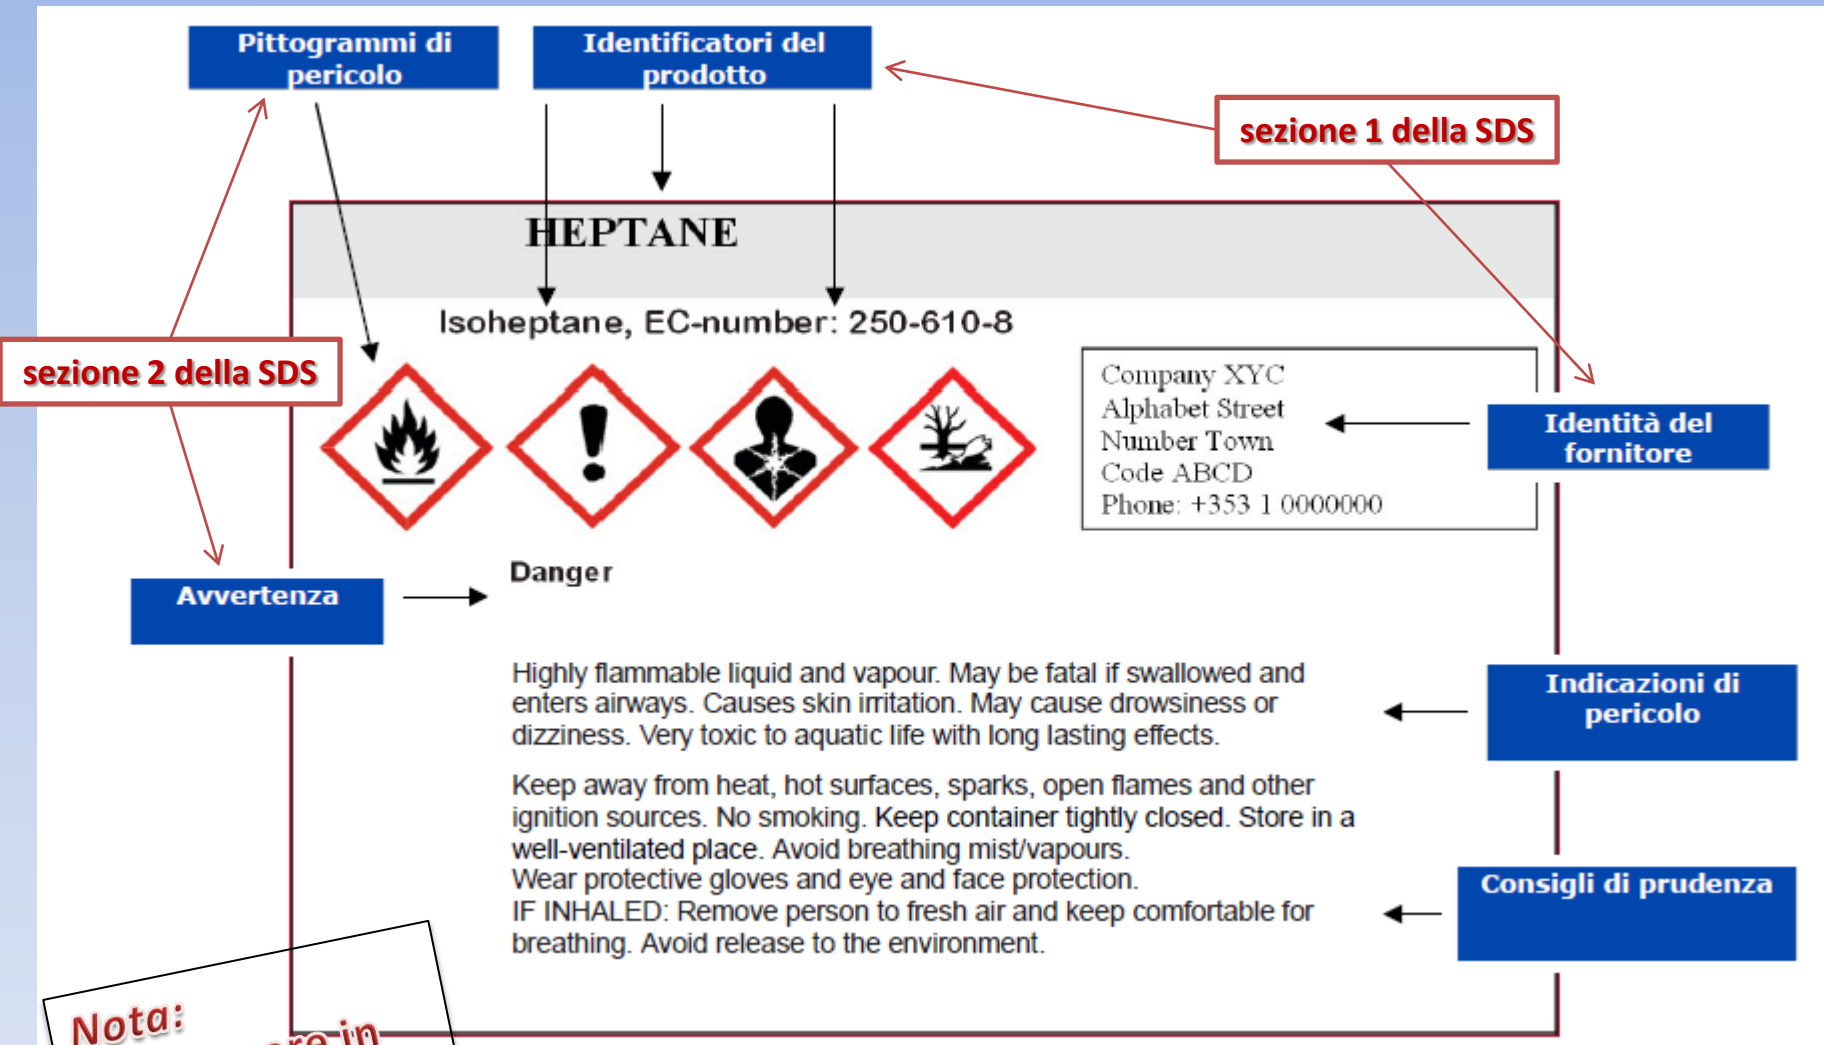 Pittogrammi di
pericolo
Identificatori del
prodotto
sezione 1 della SDS
HEPTANE
Isoheptane, EC-number: 250-610-8
sezione 2 della SDS
Company XYC
Alphabet Street
Number Town
Code ABCD
Phone: +353 1 0000000
Identità del
fornitore
Avvertenza
Danger
Highly flammable liquid and vapour. May be fatal if swallowed and
enters airways. Causes skin irritation. May cause drowsiness or
dizziness. Very toxic to aquatic life with long lasting effects.
Indicazioni di
pericolo
Keep away from heat, hot surfaces, sparks, open flames and other
ignition sources. No smoking. Keep container tightly closed. Store in a
well-ventilated place. Avoid breathing mist/vapours.
Wear protective gloves and eye and face protection.
IF INHALED: Remove person to fresh air and keep comfortable for
breathing. Avoid release to the environment.
Consigli di prudenza
Nota:
in